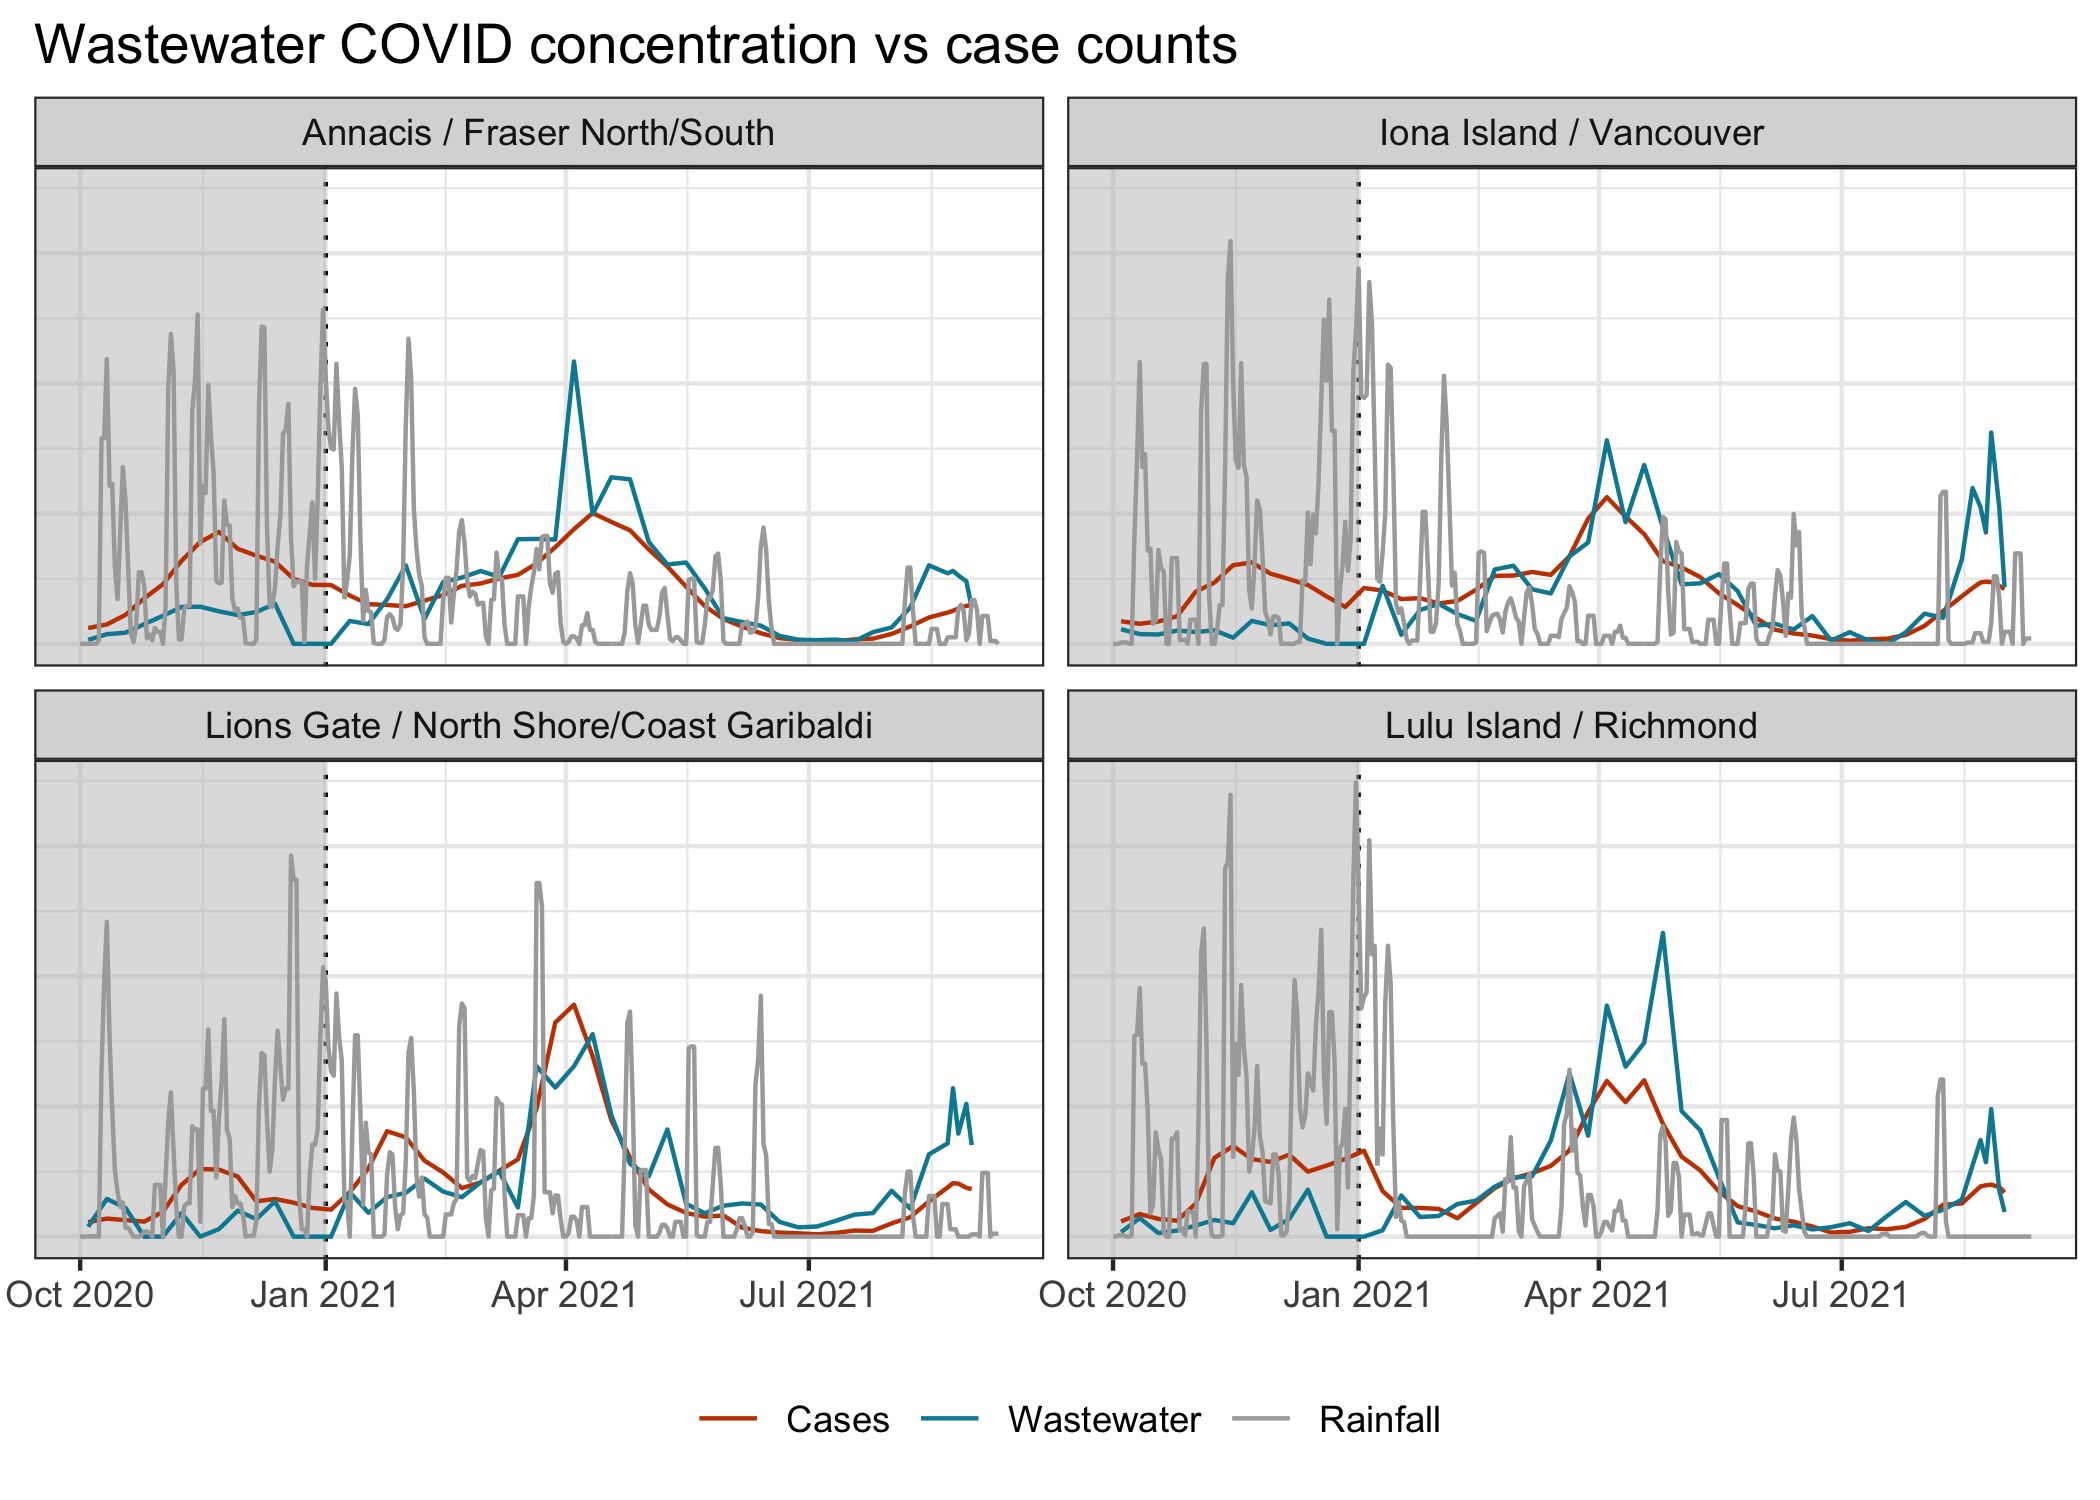 Wastewater COVID concentration vs case counts
Annacis / Fraser North/South
Iona Island / Vancouver
Lions Gate / North Shore/Coast Garibaldi
Lulu Island / Richmond
Oct 2020 Jan 2021 Apr 2021 Jul 2021 Oct 2020 Jan 2021 Apr 2021 Jul 2021
Cases Wastewater Rainfall